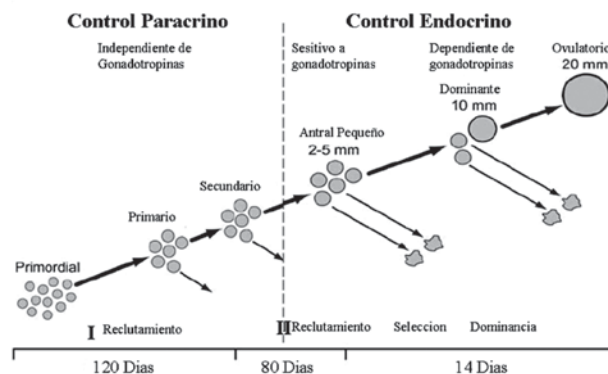 Control Paracrino
Control Endocrino
Independiente de
Gonadotropinas
Sesitivo a
gonadotropinas
Dependiente de
gonadotropinas
Ovulatorio
20 mm
Dominante
10 mm
Antral Pequeño
2-5 mm
Secundario
Primario
Primordial
I Reclutamiento
II Reclutamiento
Seleccion
Dominancia
120 Dias
80 Dias
14 Dias